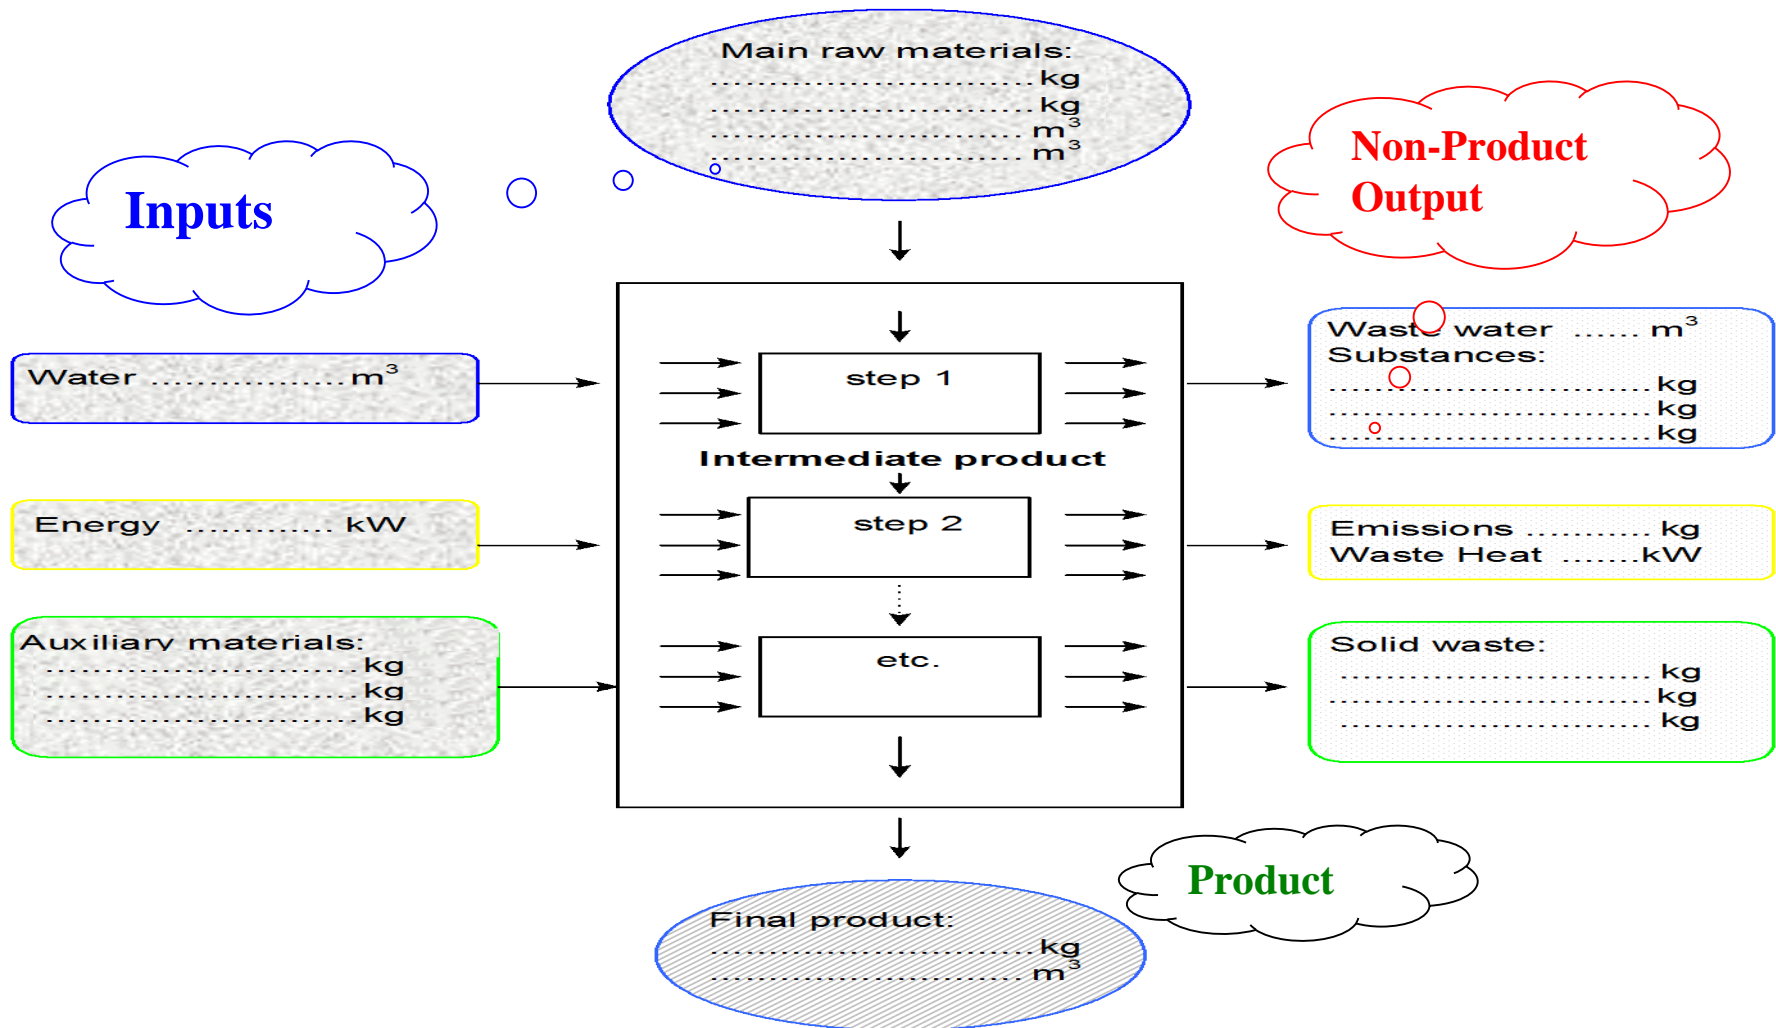 Main raw materials:
............................ kg
............................ kg
........................... m³
........................... m³
Inputs
Non-Product
Output
Water ................. m³
Energy ............. kW
Auxiliary materials:
........................... kg
........................... kg
........................... kg
step 1
Intermediate product
step 2
etc.
Waste water ...... m³
Substances:
............................ kg
............................ kg
............................ kg
Emissions ........... kg
Waste Heat .......kW
Solid waste:
........................... kg
............................ kg
........................... kg
Product
Final product:
............................ kg
........................... m³